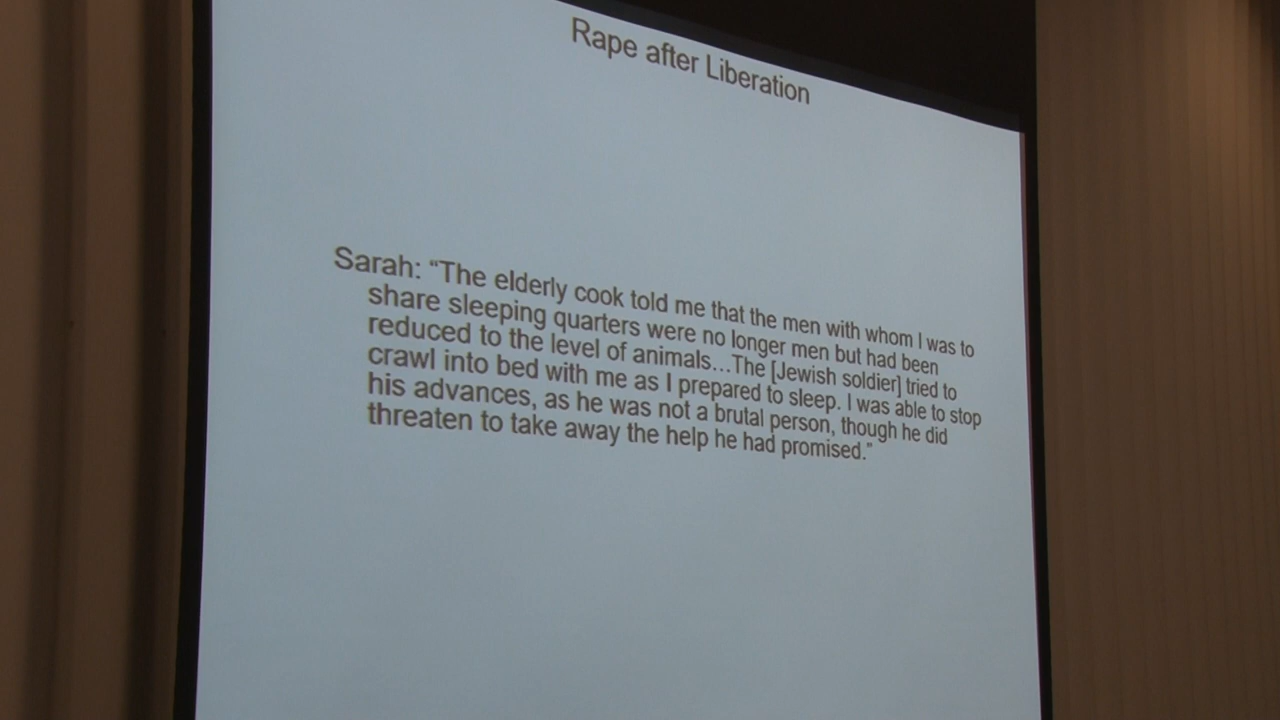 Rape after Liberation
Sarah: “The elderly cook told me that the men with whom I was to
share sleeping quarters were no longer men but had been
reduced to the level of animals…The [Jewish soldier] tried to
crawl into bed with me as I prepared to sleep. I was able to stop
his advances, as he was not a brutal person, though he did
threaten to take away the help he had promised.”